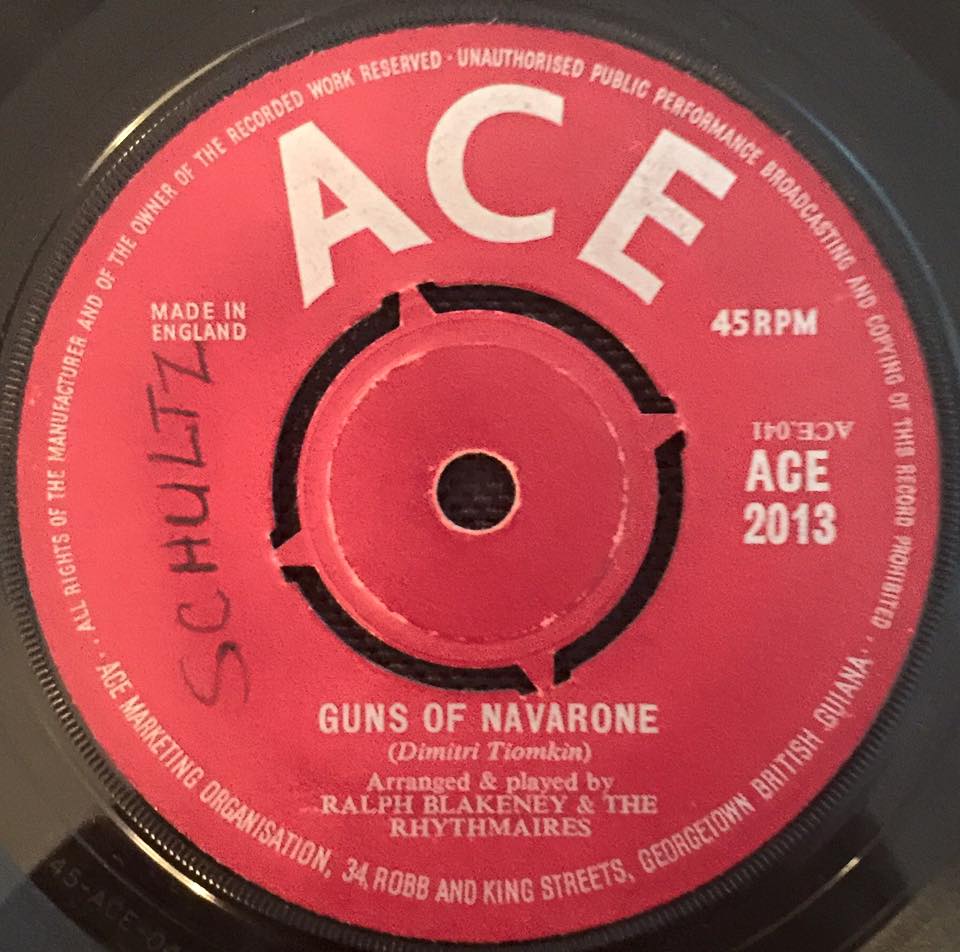 · ALL RIGHTS OF THE MANUFACTURER AND OF THE OWNER OF THE RECORDED WORK RESERVED · UNAUTHORISED PUBLIC PERFORMANCE BROADCASTING AND COPYING OF THIS RECORD PROHIBITED ·
ACE
MADE IN
ENGLAND
45RPM
SCHULTZ
ACE.041
ACE
2013
GUNS OF NAVARONE
(Dimitri Tiomkin)
Arranged & played by
RALPH BLAKENEY & THE
RHYTHMAIRES
· ACE MARKETING ORGANISATION, 34, ROBB AND KING STREETS, GEORGETOWN BRITISH GUIANA ·